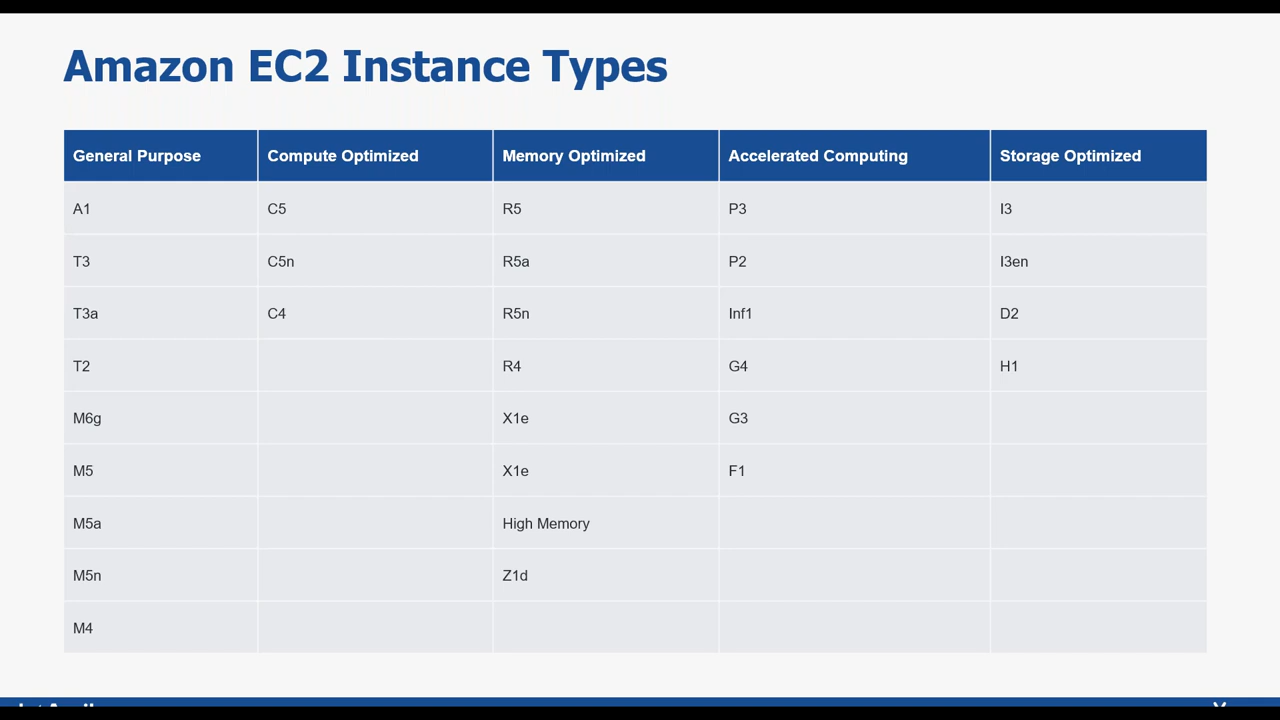 Amazon EC2 Instance Types
General Purpose Compute Optimized Memory Optimized Accelerated Computing Storage Optimized
A1 C5 R5 P3 I3
T3 C5n R5a P2 I3en
T3a C4 R5n Inf1 D2
T2 R4 G4 H1
M6g X1e G3
M5 X1e F1
M5a High Memory
M5n Z1d
M4